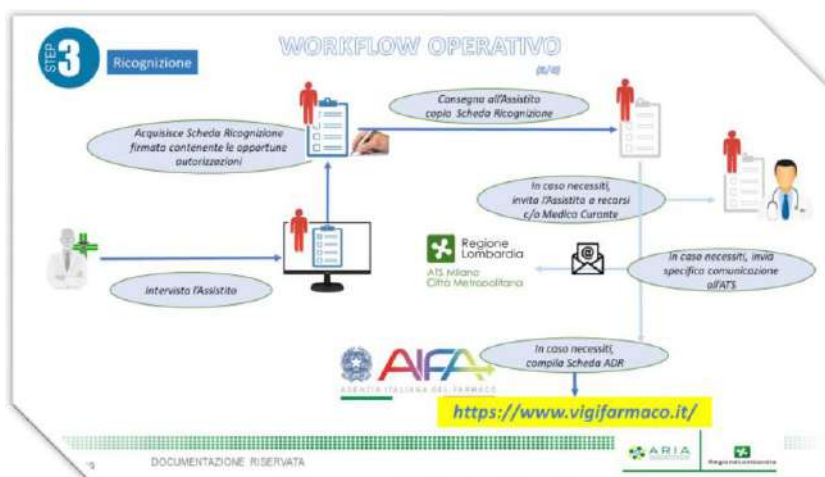 STEP
3
Ricognizione
WORKFLOW OPERATIVO
Consegna all'Assistito
copia Scheda Ricognizione
Acquisisce Scheda Ricognizione
firmata contenente le opportune
autorizzazioni
In caso necessiti,
invita l'Assistito a recarsi
c/o Medico Curante
Intervista l'Assistito
Regione
Lombardia
ATS Milano
Città Metropolitana
@
In caso necessiti, invia
specifica comunicazione
all'ATS
AIFA
AGENZIA ITALIANA DEL FARMACO
In caso necessiti,
compila Scheda ADR
https://www.vigifarmaco.it/
DOCUMENTAZIONE RISERVATA
ARIA
RegioneLombardia